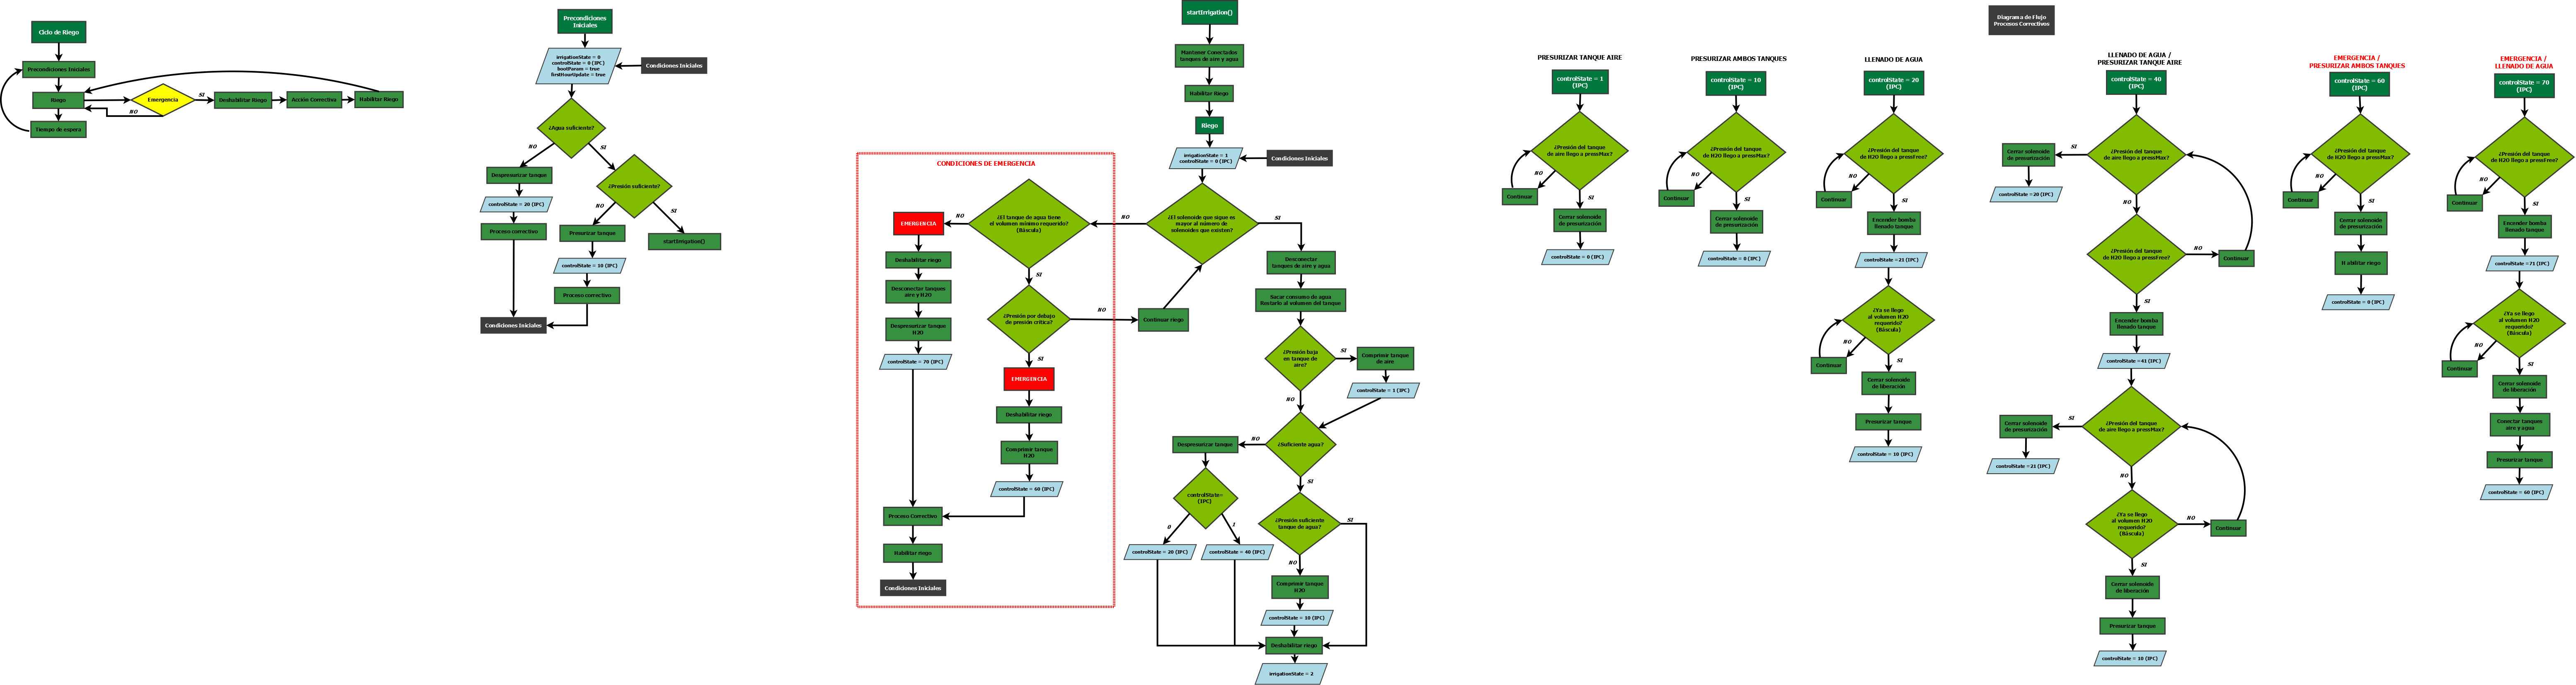 Ciclo de Riego
Precondiciones Iniciales
Riego
Emergencia
SI
NO
Deshabilitar Riego
Acción Correctiva
Habilitar Riego
Tiempo de espera
Precondiciones
Iniciales
irrigationState = 0
controlState = 0 (IPC)
bootParam = true
firstHourUpdate = true
Condiciones Iniciales
¿Agua suficiente?
NO
SI
Despresurizar tanque
controlState = 20 (IPC)
Proceso correctivo
¿Presión suficiente?
NO
SI
Presurizar tanque
startIrrigation()
controlState = 10 (IPC)
Proceso correctivo
Condiciones Iniciales
startIrrigation()
Mantener Conectados
tanques de aire y agua
Habilitar Riego
Riego
irrigationState = 1
controlState = 0 (IPC)
Condiciones Iniciales
¿El solenoide que sigue es
mayor al número de
solenoides que existen?
NO
SI
CONDICIONES DE EMERGENCIA
¿El tanque de agua tiene
el volumen mínimo requerido?
(Báscula)
NO
SI
EMERGENCIA
Deshabilitar riego
Desconectar tanques
aire y H2O
Despresurizar tanque
H2O
controlState = 70 (IPC)
¿Presión por debajo
de presión crítica?
NO
SI
Continuar riego
EMERGENCIA
Deshabilitar riego
Comprimir tanque
H2O
controlState = 60 (IPC)
Proceso Correctivo
Habilitar riego
Condiciones Iniciales
Desconectar
tanques de aire y agua
Sacar consumo de agua
Restarlo al volumen del tanque
¿Presión baja
en tanque de
aire?
SI
NO
Comprimir tanque
de aire
controlState = 1 (IPC)
¿Suficiente agua?
NO
SI
Despresurizar tanque
controlState=
(IPC)
0
1
controlState = 20 (IPC)
controlState = 40 (IPC)
¿Presión suficiente
tanque de agua?
SI
NO
Comprimir tanque
H2O
controlState = 10 (IPC)
Deshabilitar riego
irrigationState = 2
Diagrama de Flujo
Procesos Correctivos
PRESURIZAR TANQUE AIRE
controlState = 1
(IPC)
¿Presión del tanque
de aire llego a pressMax?
NO
Continuar
SI
Cerrar solenoide
de presurización
controlState = 0 (IPC)
PRESURIZAR AMBOS TANQUES
controlState = 10
(IPC)
¿Presión del tanque
de H2O llego a pressMax?
NO
Continuar
SI
Cerrar solenoide
de presurización
controlState = 0 (IPC)
LLENADO DE AGUA
controlState = 20
(IPC)
¿Presión del tanque
de H2O llego a pressFree?
NO
Continuar
SI
Encender bomba
llenado tanque
controlState =21 (IPC)
¿Ya se llego
al volumen H2O
requerido?
(Báscula)
NO
Continuar
SI
Cerrar solenoide
de liberación
Presurizar tanque
controlState = 10 (IPC)
LLENADO DE AGUA /
PRESURIZAR TANQUE AIRE
controlState = 40
(IPC)
¿Presión del tanque
de aire llego a pressMax?
SI
Cerrar solenoide
de presurización
controlState =20 (IPC)
NO
¿Presión del tanque
de H2O llego a pressFree?
NO
Continuar
SI
Encender bomba
llenado tanque
controlState =41 (IPC)
¿Presión del tanque
de aire llego a pressMax?
SI
Cerrar solenoide
de presurización
controlState =21 (IPC)
NO
¿Ya se llego
al volumen H2O
requerido?
(Báscula)
NO
Continuar
SI
Cerrar solenoide
de liberación
Presurizar tanque
controlState = 10 (IPC)
EMERGENCIA /
PRESURIZAR AMBOS TANQUES
controlState = 60
(IPC)
¿Presión del tanque
de H2O llego a pressMax?
NO
Continuar
SI
Cerrar solenoide
de presurización
H abilitar riego
controlState = 0 (IPC)
EMERGENCIA /
LLENADO DE AGUA
controlState = 70
(IPC)
¿Presión del tanque
de H2O llego a pressFree?
NO
Continuar
SI
Encender bomba
llenado tanque
controlState =71 (IPC)
¿Ya se llego
al volumen H2O
requerido?
(Báscula)
NO
Continuar
SI
Cerrar solenoide
de liberación
Conectar tanques
aire y agua
Presurizar tanque
controlState = 60 (IPC)